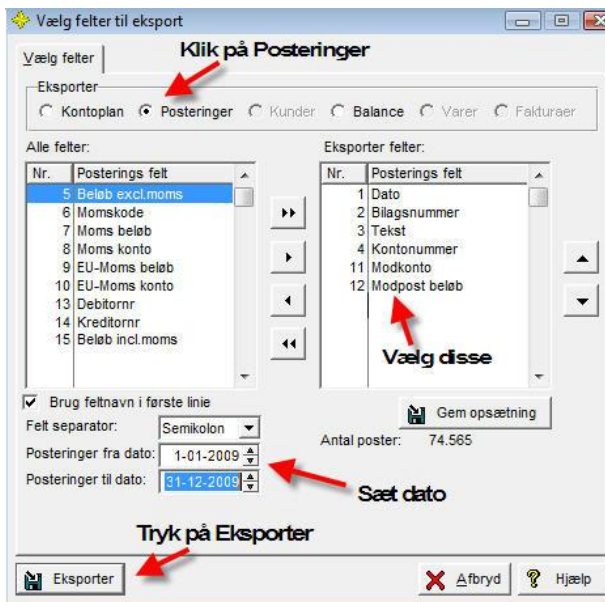 Vælg felter til eksport
Klik på Posteringer
Vælg felter
Eksporter
Kontoplan Posteringer Kunder Balance Varer Fakturaer
Alle felter: Eksporter felter:
Nr. Posterings felt Nr. Posterings felt
5 Beløb excl.moms 1 Dato
6 Momskode 2 Bilagsnummer
7 Moms beløb 3 Tekst
8 Moms konto 4 Kontonummer
9 EU-Moms beløb 11 Modkonto
10 EU-Moms konto 12 Modpost beløb
13 Debitornr
14 Kreditornr
15 Beløb incl.moms
Vælg disse
Brug feltnavn i første linie
Felt separator: Semikolon
Gem opsætning
Antal poster: 74.565
Posteringer fra dato: 1-01-2009
Posteringer til dato: 31-12-2009
Sæt dato
Tryk på Eksporter
Eksporter Afbryd Hjælp